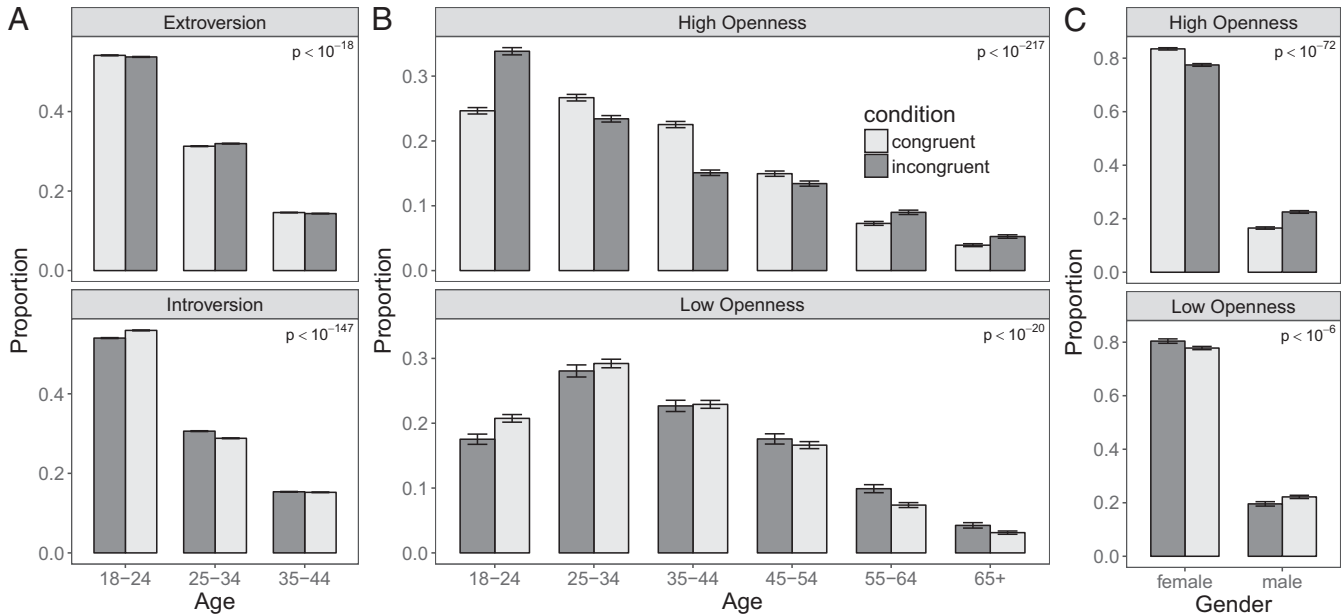 A
Extroversion
p < 10⁻¹⁸
0.4
0.2
0.0
Introversion
p < 10⁻¹⁴⁷
0.4
0.2
0.0
18−24 25−34 35−44
Age
Proportion
B
High Openness
p < 10⁻²¹⁷
condition
congruent
incongruent
0.3
0.2
0.1
0.0
Low Openness
p < 10⁻²⁰
0.3
0.2
0.1
0.0
18−24 25−34 35−44 45−54 55−64 65+
Age
Proportion
C
High Openness
p < 10⁻⁷²
0.8
0.6
0.4
0.2
0.0
Low Openness
p < 10⁻⁶
0.8
0.6
0.4
0.2
0.0
female male
Gender
Proportion